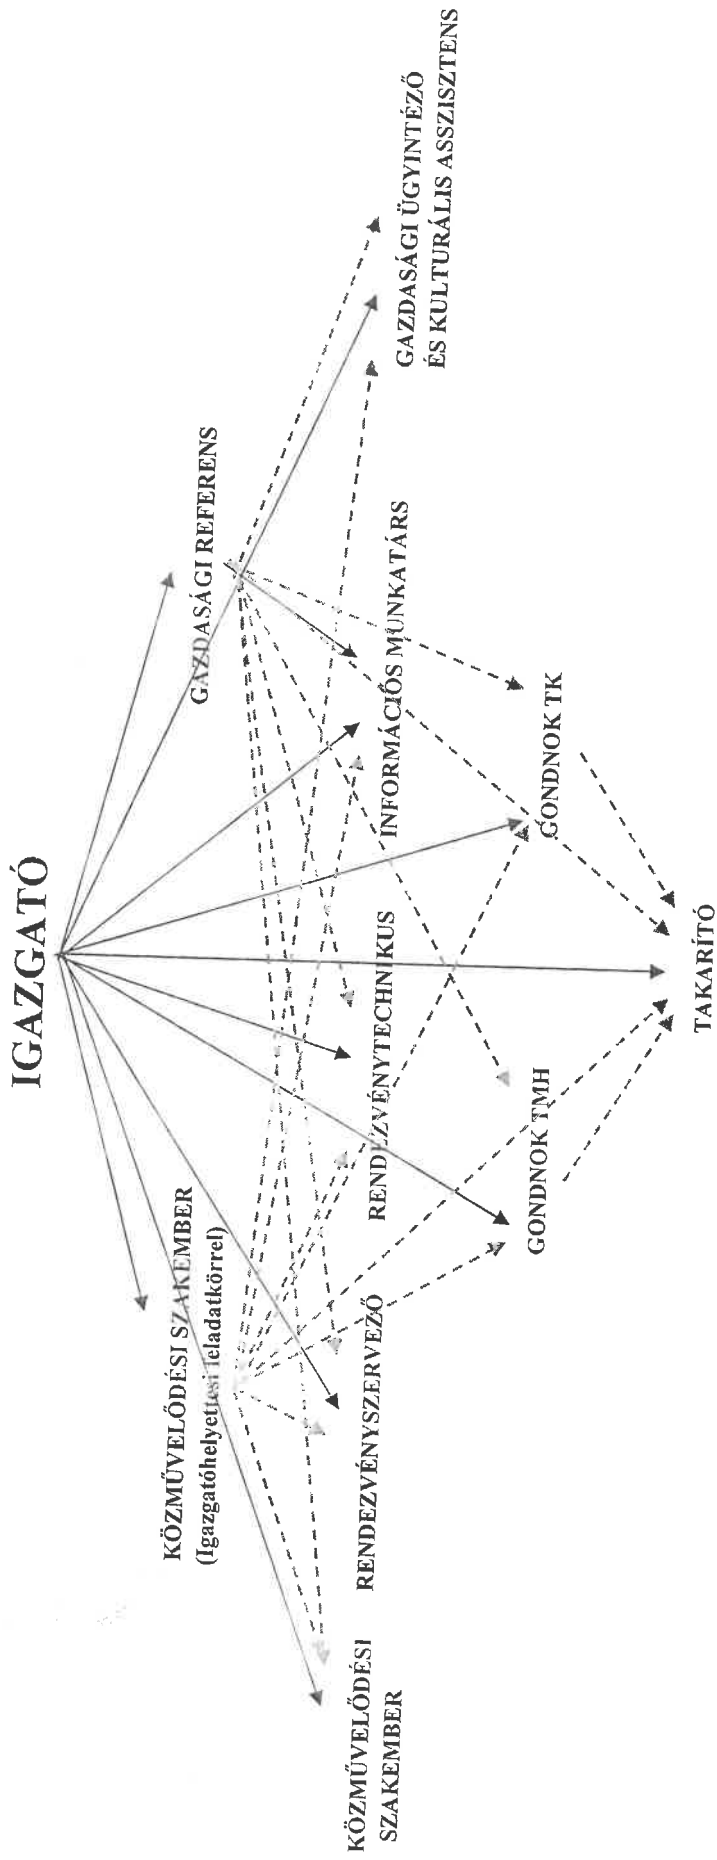 IGAZGATÓ
KÖZMŰVELŐDÉSI SZAKEMBER
(Igazgatóhelyettesi feladatkörrel)
GAZDASÁGI REFERENS
KÖZMŰVELŐDÉSI
SZAKEMBER
RENDEZVÉNYSZERVEZŐ
RENDEZVÉNYTECHNIKUS
INFORMÁCIÓS MUNKATÁRS
GAZDASÁGI ÜGYINTÉZŐ
ÉS KULTURÁLIS ASSZISZTENS
GONDNOK TMH
GONDNOK TK
TAKARÍTÓ